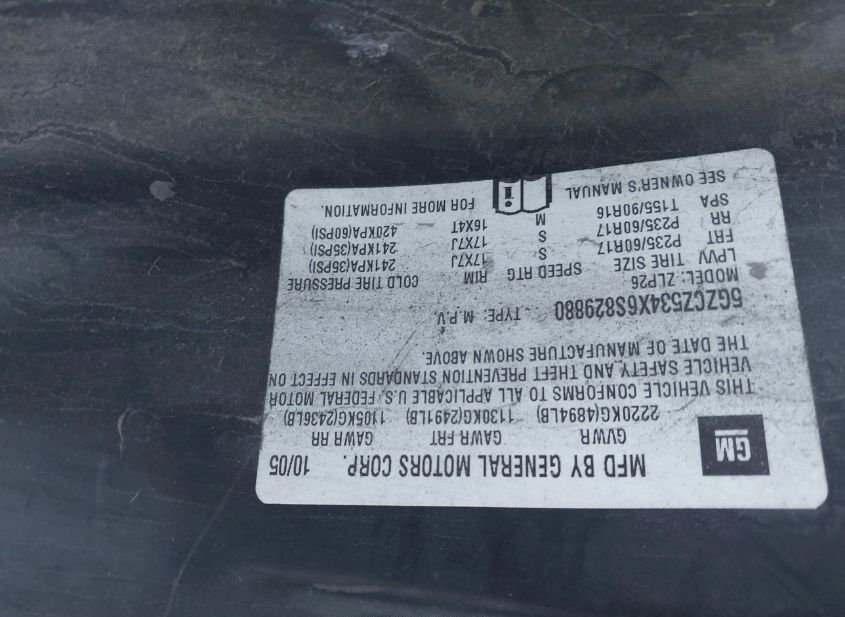 GM
MFD BY GENERAL MOTORS CORP. 10/05
GVWR GAWR FRT GAWR RR
2220KG(4894LB) 1130KG(2491LB) 1105KG(2436LB)
THIS VEHICLE CONFORMS TO ALL APPLICABLE U.S. FEDERAL MOTOR
VEHICLE SAFETY AND THEFT PREVENTION STANDARDS IN EFFECT ON
THE DATE OF MANUFACTURE SHOWN ABOVE.
5GZCZ534X6S829880 TYPE: M.P.V.
MODEL: ZLP26
LPVV TIRE SIZE SPEED RTG RIM COLD TIRE PRESSURE
FRT P235/60R17 S 17X7J 241KPA(35PSI)
RR P235/60R17 S 17X7J 241KPA(35PSI)
SPA T155/90R16 M 16X4T 420KPA(60PSI)
SEE OWNER'S MANUAL i FOR MORE INFORMATION.